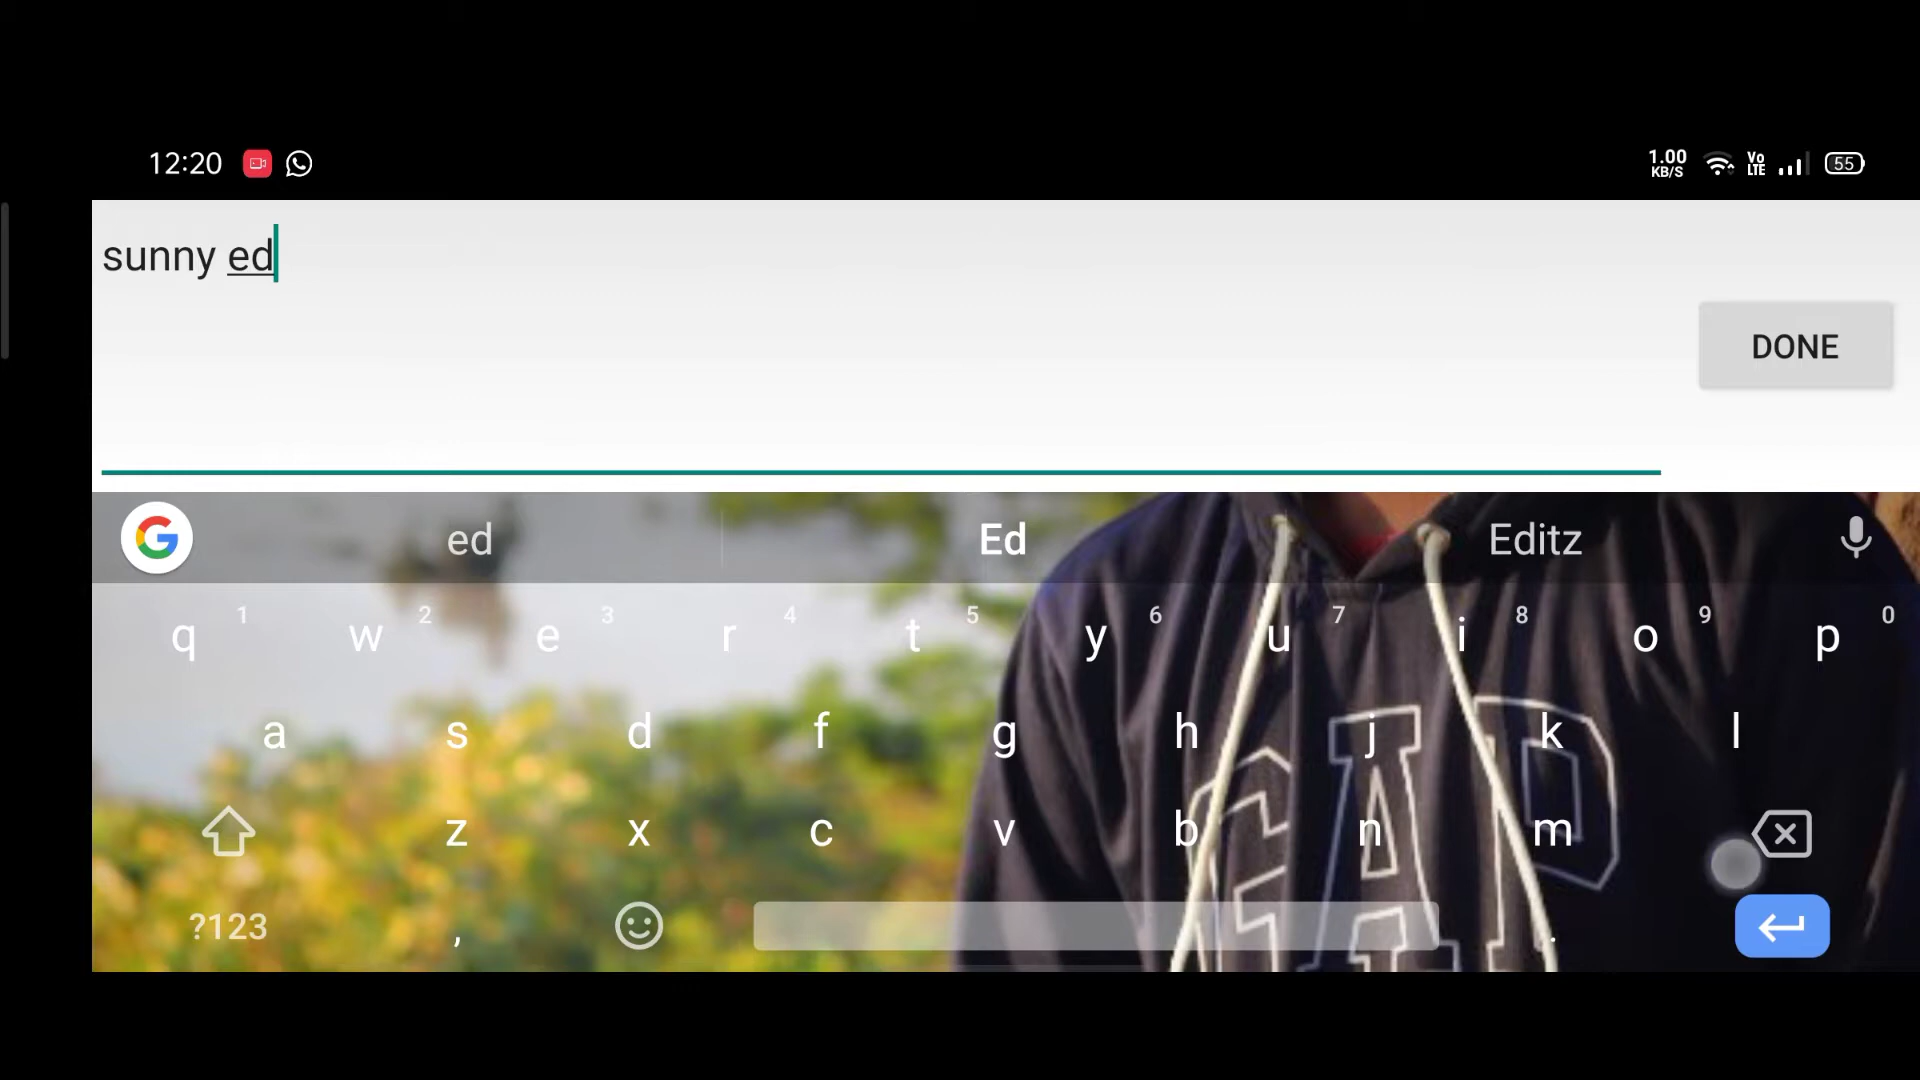 12:20
1.00
KB/S
Vo
LTE
55
sunny ed
DONE
G
ed Ed Editz
1 2 3 4 5 6 7 8 9 0
q w e r t y u i o p
a s d f g h j k l
z x c v b n m
?123 , .
GAP